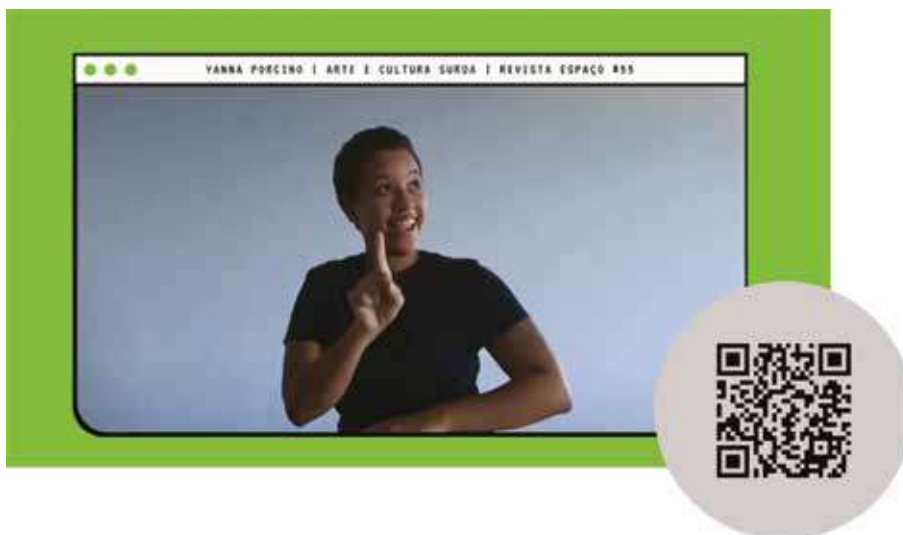 YANNA PORCINO | ARTE E CULTURA SURDA | REVISTA ESPAÇO #55